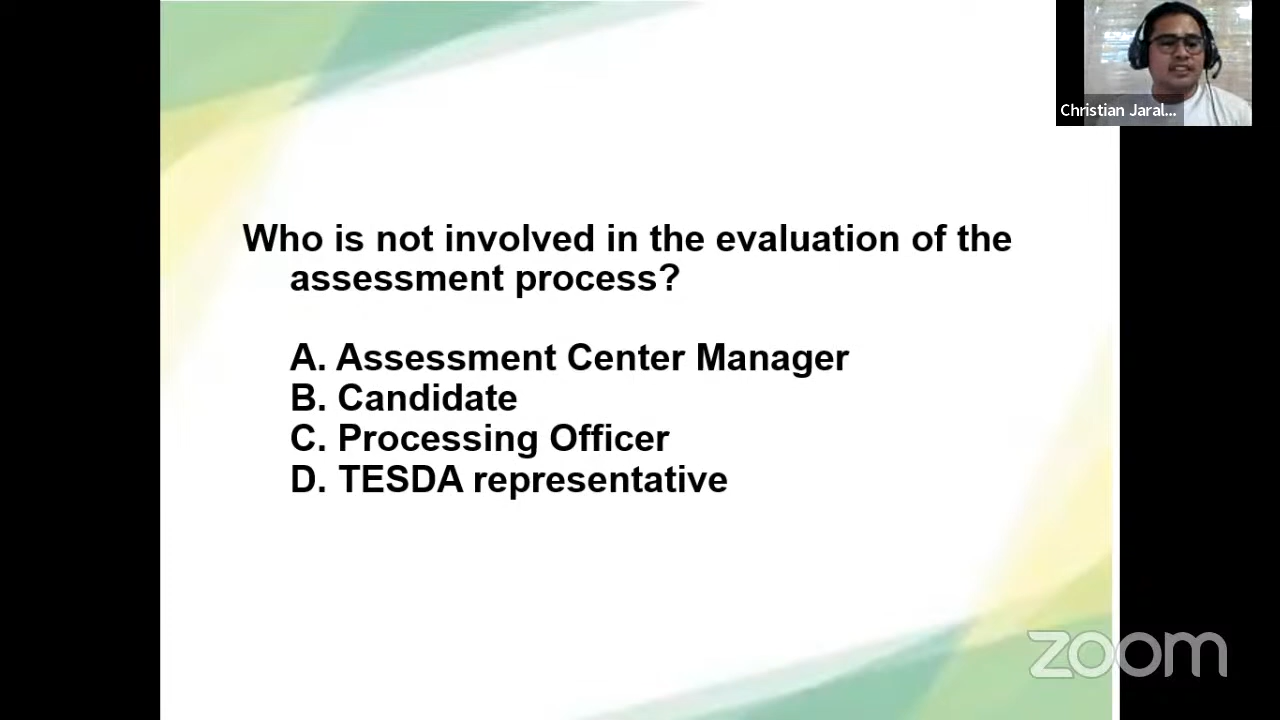 Christian Jaral...
Who is not involved in the evaluation of the
assessment process?
A. Assessment Center Manager
B. Candidate
C. Processing Officer
D. TESDA representative
zoom